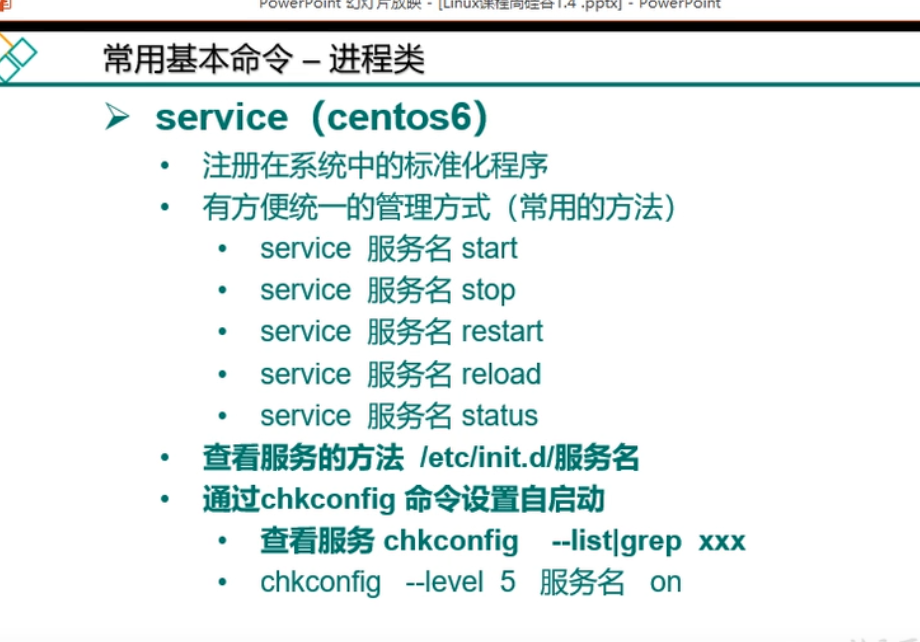 PowerPoint 幻灯片放映 - [Linux课程尚硅谷1.4 .pptx] - PowerPoint
常用基本命令 – 进程类
service（centos6）
注册在系统中的标准化程序
有方便统一的管理方式（常用的方法）
service 服务名 start
service 服务名 stop
service 服务名 restart
service 服务名 reload
service 服务名 status
查看服务的方法 /etc/init.d/服务名
通过chkconfig 命令设置自启动
查看服务 chkconfig --list|grep xxx
chkconfig --level 5 服务名 on